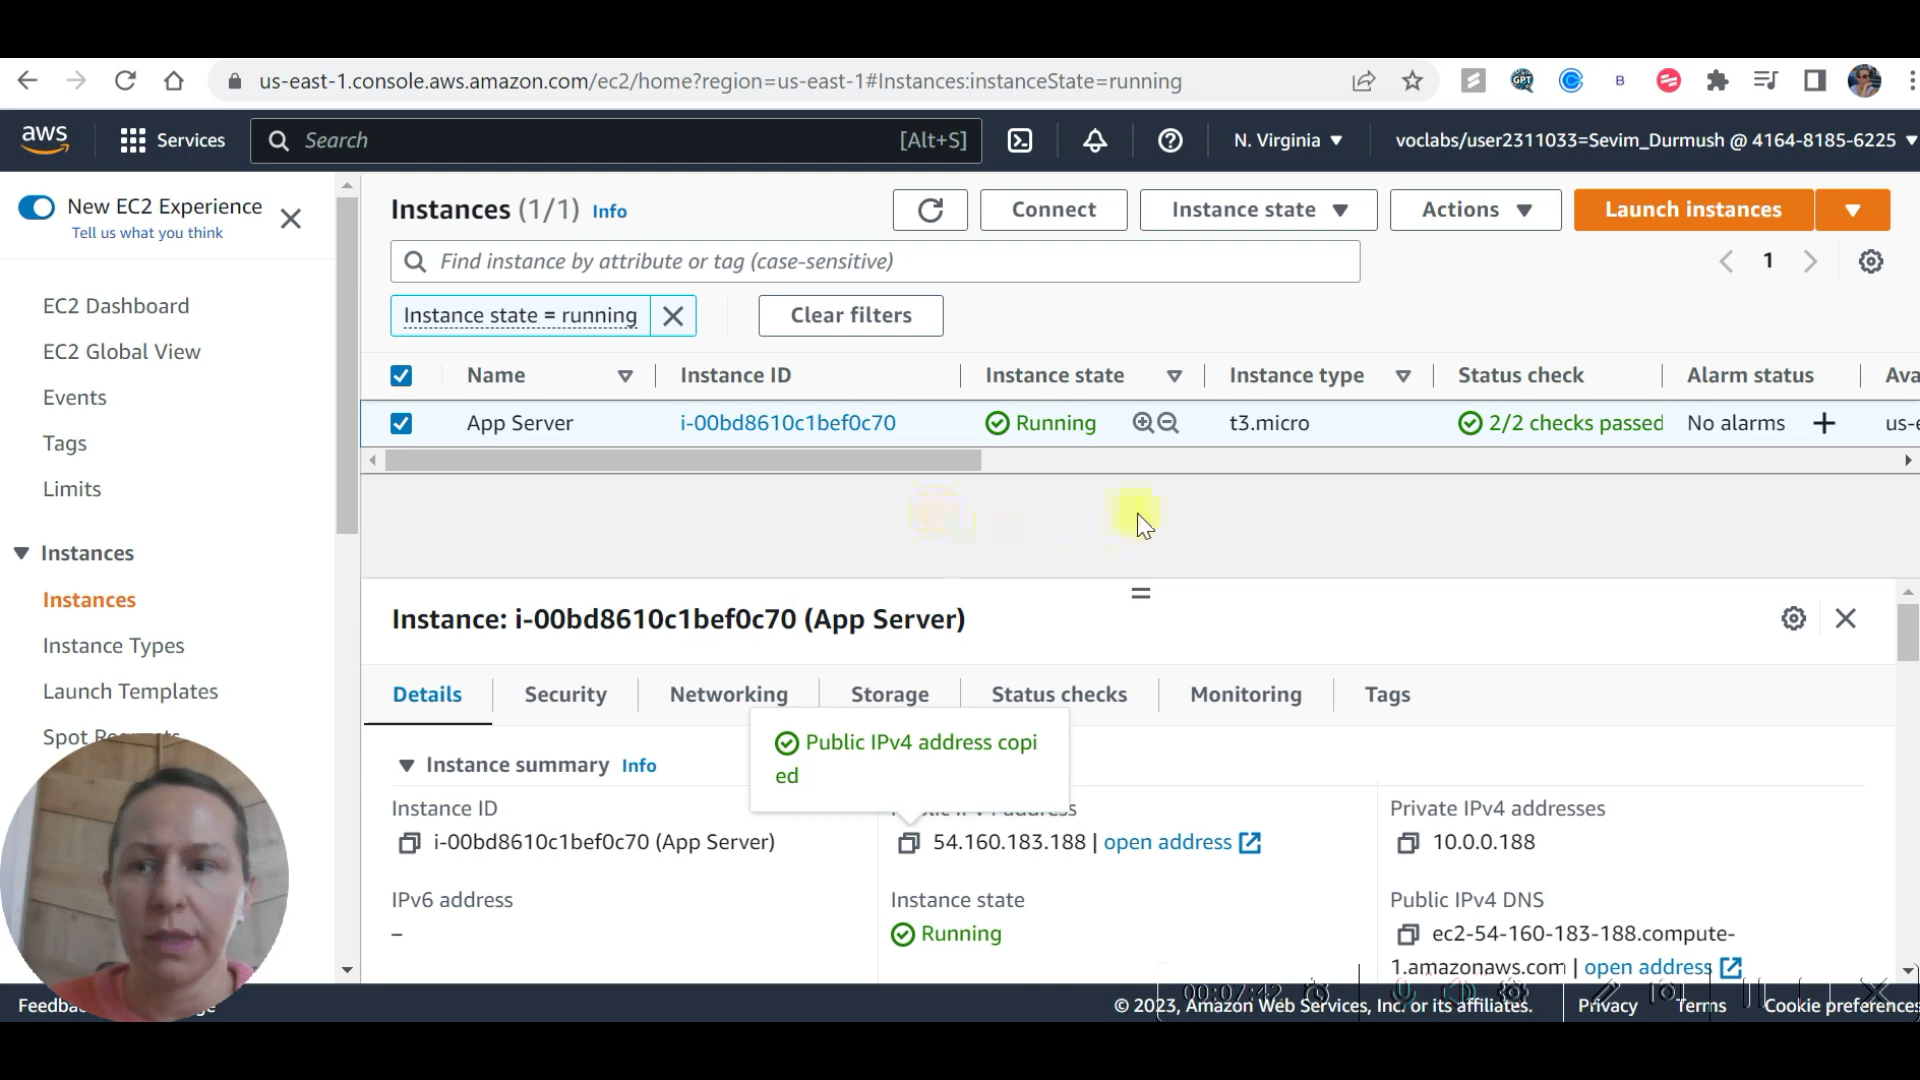 us-east-1.console.aws.amazon.com/ec2/home?region=us-east-1#Instances:instanceState=running
GPT
B
aws
Services
Search
[Alt+S]
N. Virginia
voclabs/user2311033=Sevim_Durmush @ 4164-8185-6225
New EC2 Experience
Tell us what you think
EC2 Dashboard
EC2 Global View
Events
Tags
Limits
Instances
Instances
Instance Types
Launch Templates
Spot
Instances (1/1) Info
Connect
Instance state
Actions
Launch instances
Find instance by attribute or tag (case-sensitive)
1
Instance state = running
Clear filters
Name
Instance ID
Instance state
Instance type
Status check
Alarm status
Ava
App Server
i-00bd8610c1bef0c70
Running
t3.micro
2/2 checks passed
No alarms
us-e
Instance: i-00bd8610c1bef0c70 (App Server)
Details
Security
Networking
Storage
Status checks
Monitoring
Tags
Public IPv4 address copi
ed
Instance summary Info
Instance ID
i-00bd8610c1bef0c70 (App Server)
54.160.183.188 | open address
Private IPv4 addresses
10.0.0.188
IPv6 address
–
Instance state
Running
Public IPv4 DNS
ec2-54-160-183-188.compute-
1.amazonaws.com | open address
00:07:42
© 2023, Amazon Web Services, Inc. or its affiliates.
Privacy
Terms
Cookie preferences